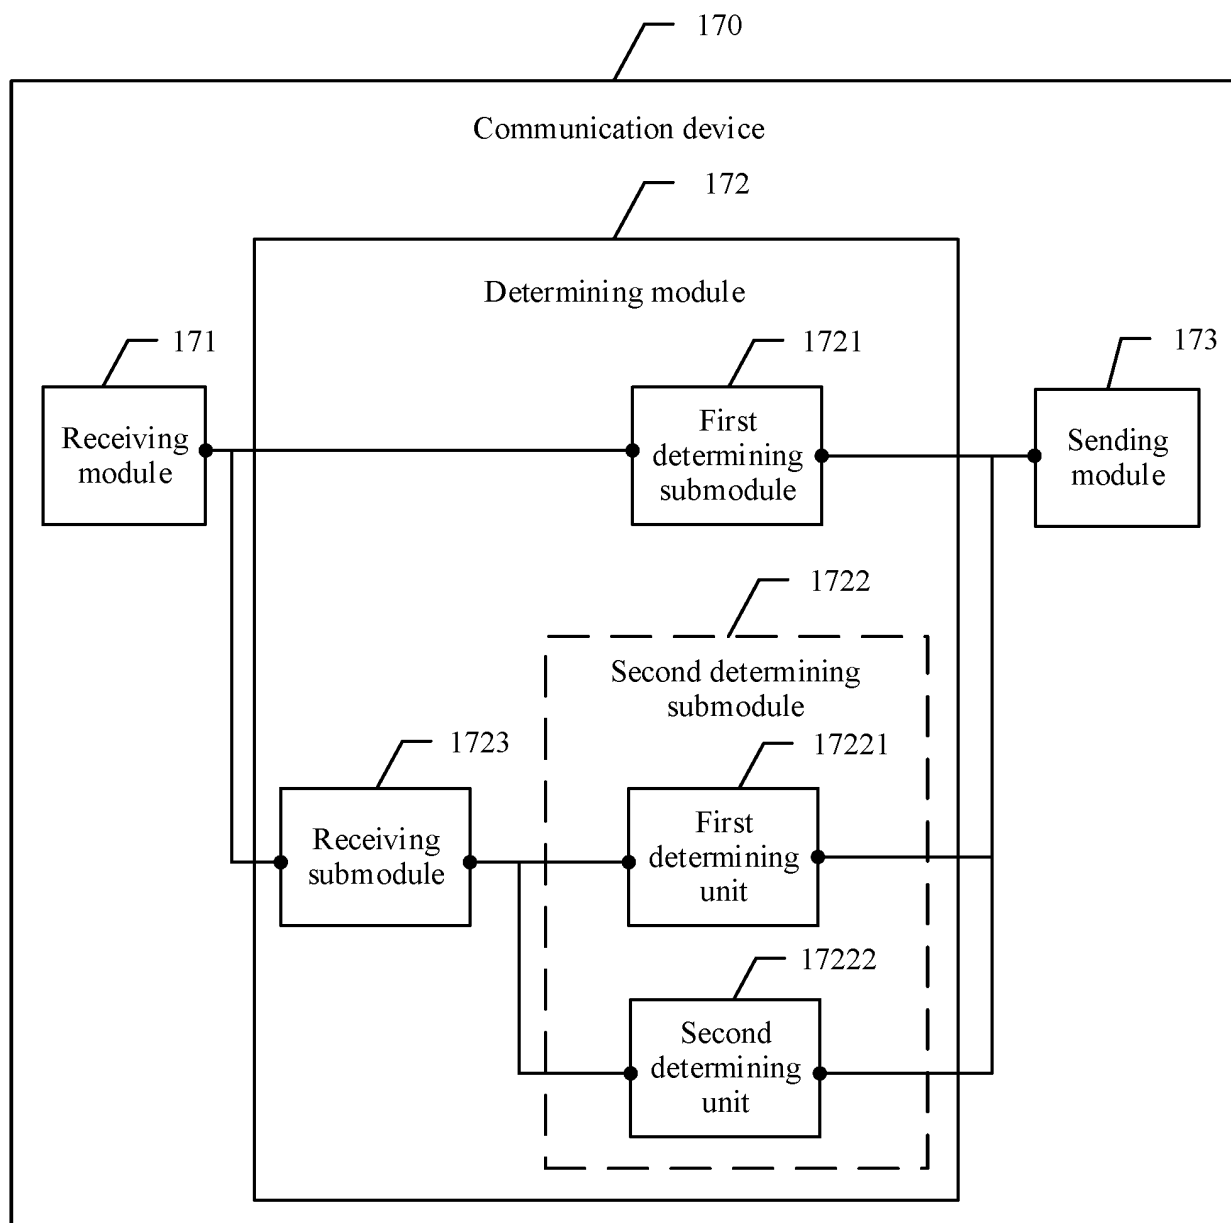 170
Communication device
172
Determining module
171
1721
173
Receiving
module
First
determining
submodule
Sending
module
1722
Second determining
submodule
1723
17221
Receiving
submodule
First
determining
unit
17222
Second
determining
unit